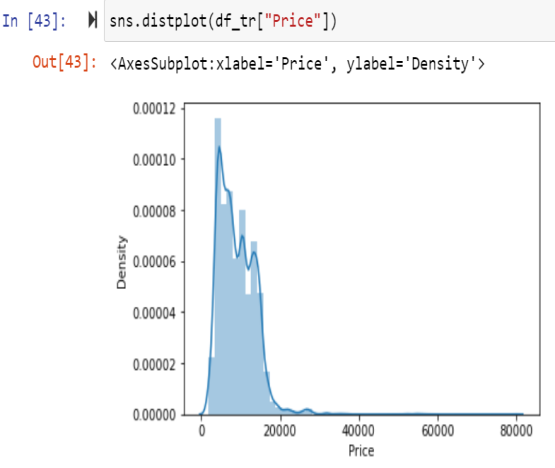 In [43]: sns.distplot(df_tr["Price"])
Out[43]: <AxesSubplot:xlabel='Price', ylabel='Density'>
0.00012
0.00010
0.00008
0.00006
0.00004
0.00002
0.00000
Density
0 20000 40000 60000 80000
Price